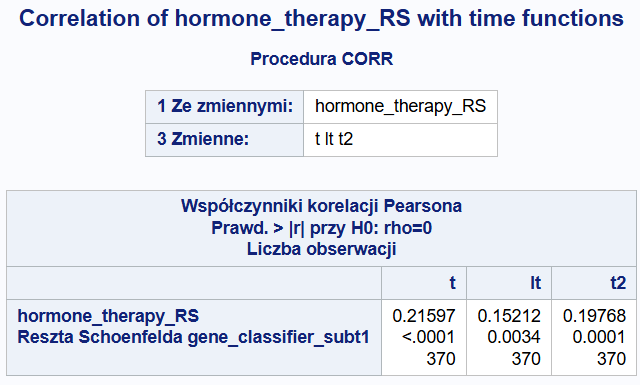 Correlation of hormone_therapy_RS with time functions
Procedura CORR
1 Ze zmiennymi: hormone_therapy_RS
3 Zmienne: t lt t2
Współczynniki korelacji Pearsona
Prawd. > |r| przy H0: rho=0
Liczba obserwacji
t lt t2
hormone_therapy_RS 0.21597 0.15212 0.19768
Reszta Schoenfelda gene_classifier_subt1 <.0001 0.0034 0.0001
370 370 370